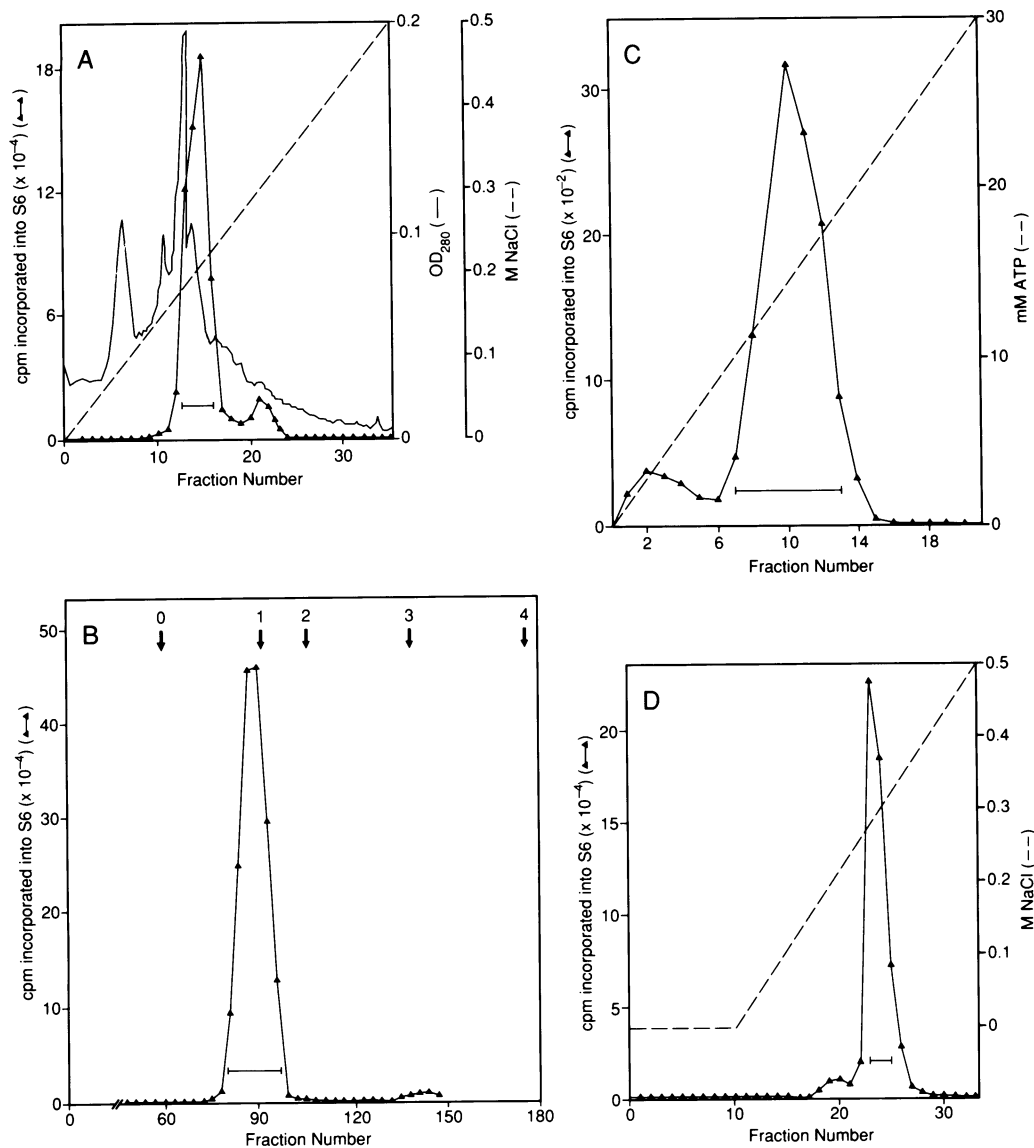 A
cpm incorporated into S6 (x 10⁻⁴) (▲—▲)
18
12
6
0
0 10 20 30
Fraction Number
0.2
0.1
0
OD₂₈₀ (—)
0.5
0.4
0.3
0.2
0.1
0
M NaCl (– –)
C
cpm incorporated into S6 (x 10⁻²) (▲—▲)
30
20
10
0
2 6 10 14 18
Fraction Number
30
20
10
0
mM ATP (– –)
B
0 1 2 3 4
cpm incorporated into S6 (x 10⁻⁴) (▲—▲)
50
40
30
20
10
0
0 60 90 120 150 180
Fraction Number
D
cpm incorporated into S6 (x 10⁻⁴) (▲—▲)
20
15
10
5
0
0 10 20 30
Fraction Number
0.5
0.4
0.3
0.2
0.1
0
M NaCl (– –)